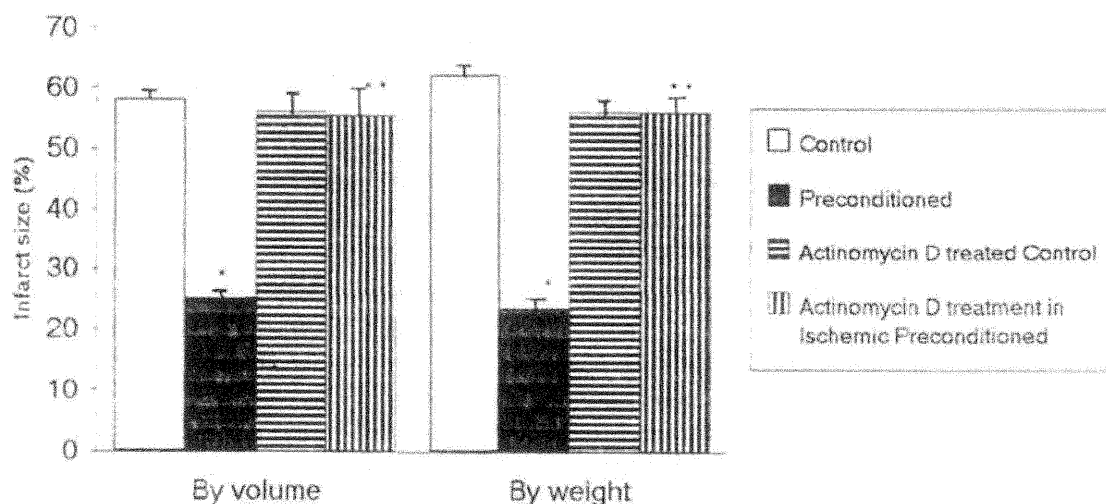 70
60
50
40
30
20
10
0
Infarct size (%)
*
* *
*
* *
By volume
By weight
Control
Preconditioned
Actinomycin D treated Control
Actinomycin D treatment in
Ischemic Preconditioned